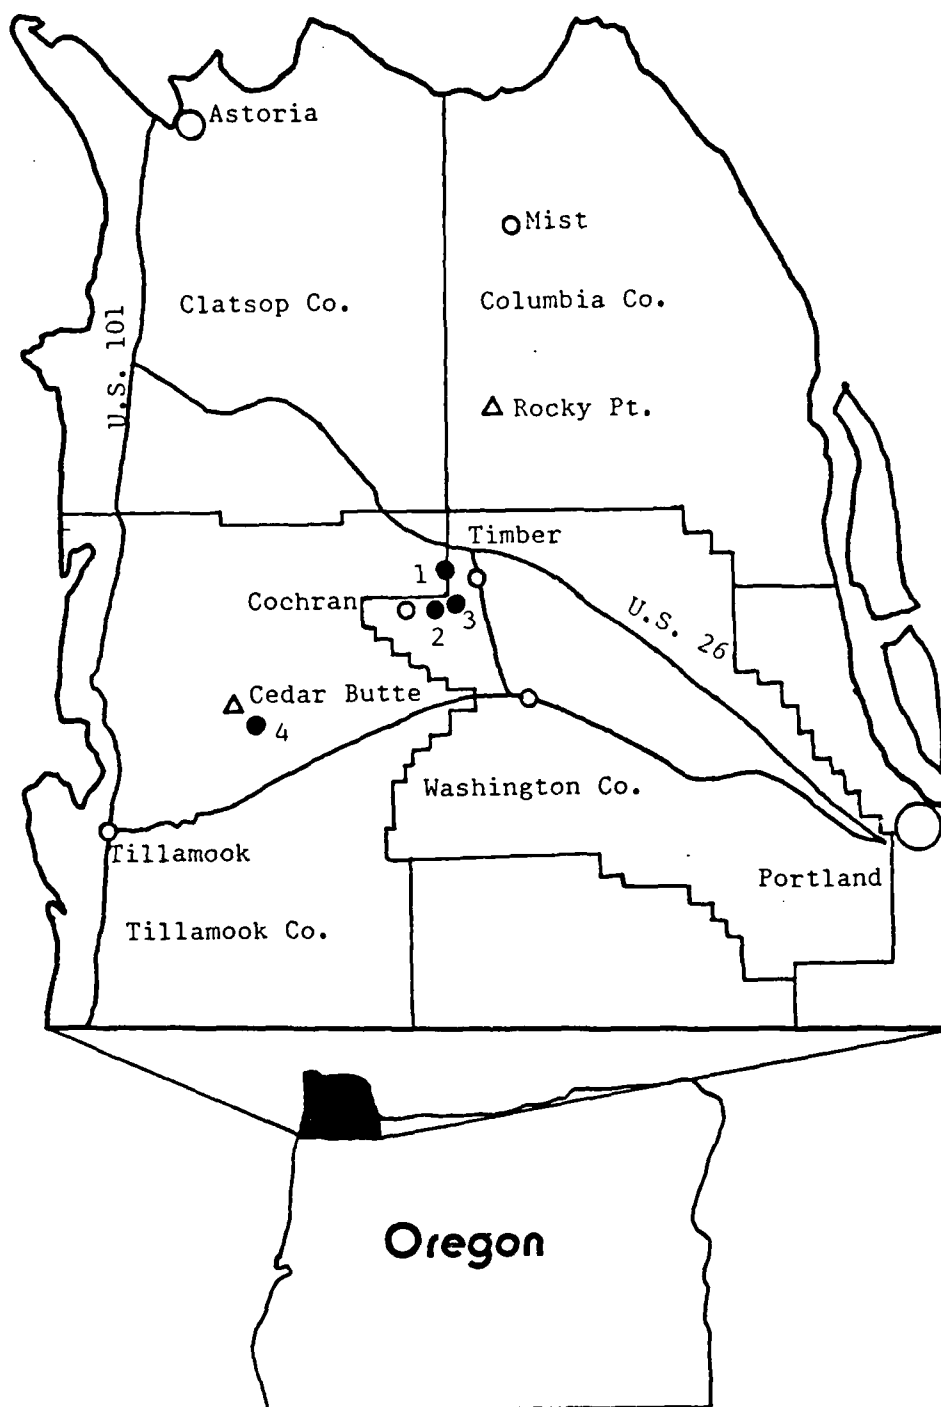 Astoria
Mist
Clatsop Co.
Columbia Co.
U.S. 101
Rocky Pt.
Timber
1
Cochran
3
2
U.S. 26
Cedar Butte
4
Washington Co.
Tillamook
Portland
Tillamook Co.
Oregon